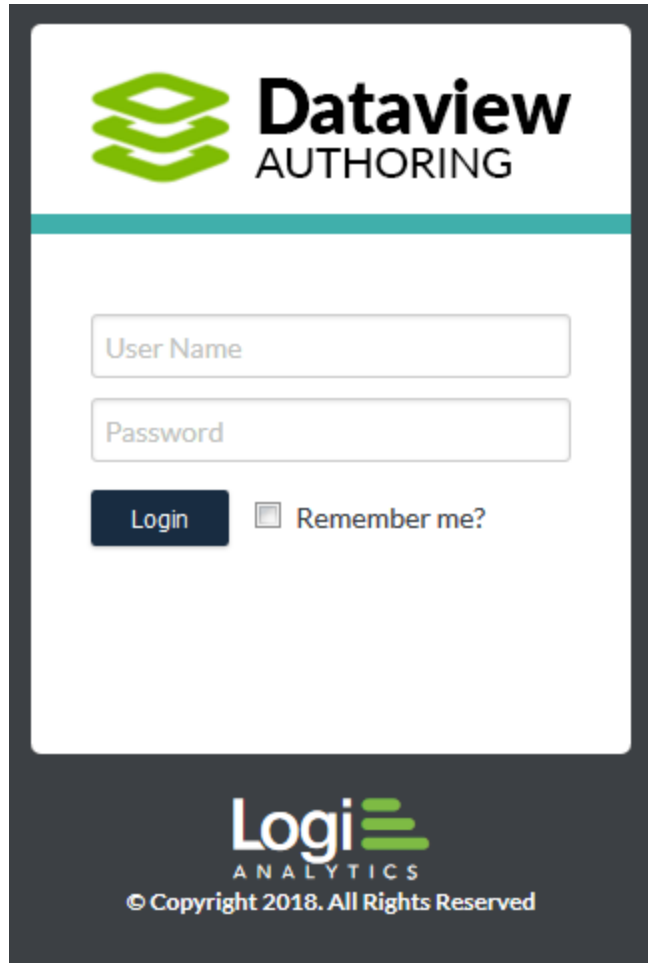 Dataview
AUTHORING
User Name
Password
Login Remember me?
Logi
ANALYTICS
© Copyright 2018. All Rights Reserved